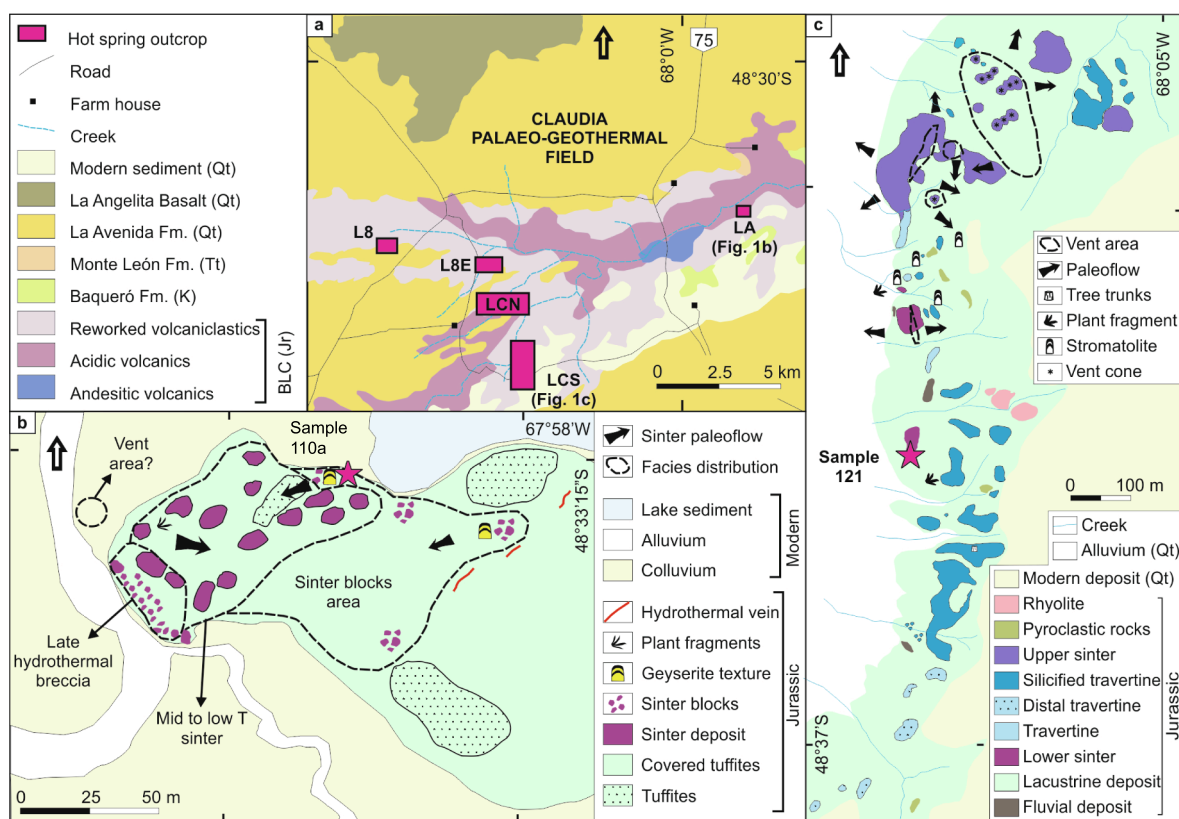 Hot spring outcrop
Road
Farm house
Creek
Modern sediment (Qt)
La Angelita Basalt (Qt)
La Avenida Fm. (Qt)
Monte León Fm. (Tt)
Baqueró Fm. (K)
Reworked volcaniclastics
Acidic volcanics
Andesitic volcanics
BLC (Jr)
a
75
68°0'W
48°30'S
CLAUDIA
PALAEO-GEOTHERMAL
FIELD
L8
L8E
LCN
LA
(Fig. 1b)
LCS
(Fig. 1c)
0 2.5 5 km
b
Vent
area?
Sample
110a
67°58'W
48°33'15"S
Sinter blocks
area
Late
hydrothermal
breccia
Mid to low T
sinter
0 25 50 m
Sinter paleoflow
Facies distribution
Lake sediment
Alluvium
Colluvium
Modern
Hydrothermal vein
Plant fragments
Geyserite texture
Sinter blocks
Sinter deposit
Covered tuffites
Tuffites
Jurassic
c
68°05'W
Vent area
Paleoflow
Tree trunks
Plant fragment
Stromatolite
Vent cone
Sample
121
0 100 m
48°37'S
Creek
Alluvium (Qt)
Modern deposit (Qt)
Rhyolite
Pyroclastic rocks
Upper sinter
Silicified travertine
Distal travertine
Travertine
Lower sinter
Lacustrine deposit
Fluvial deposit
Jurassic